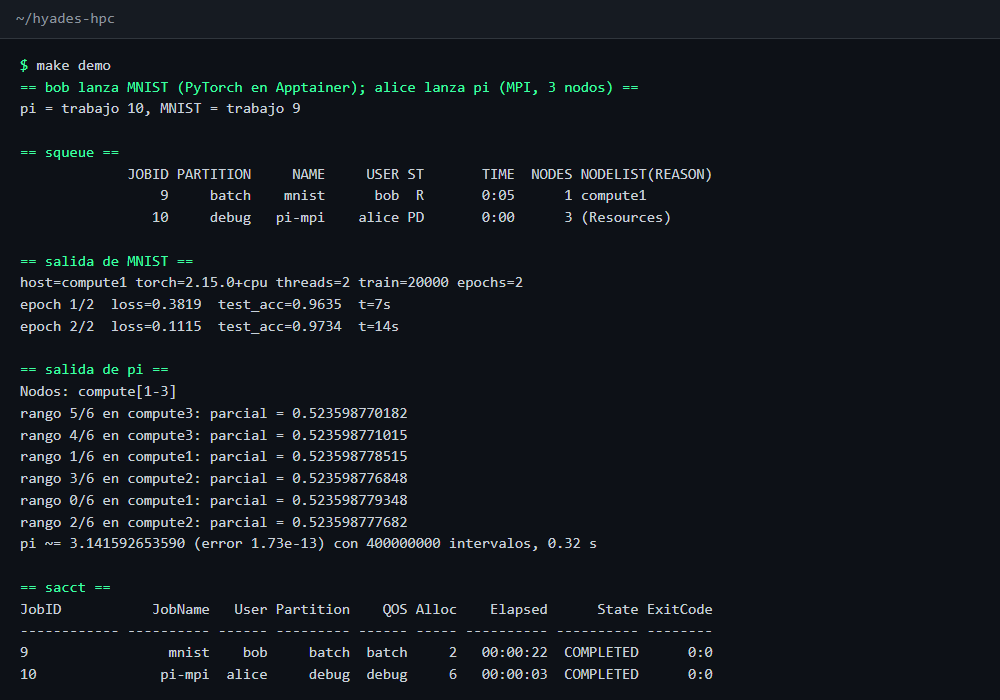 ~/hyades-hpc
$ make demo
== bob lanza MNIST (PyTorch en Apptainer); alice lanza pi (MPI, 3 nodos) ==
pi = trabajo 10, MNIST = trabajo 9
== squeue ==
JOBID PARTITION NAME USER ST TIME NODES NODELIST(REASON)
9 batch mnist bob R 0:05 1 compute1
10 debug pi-mpi alice PD 0:00 3 (Resources)
== salida de MNIST ==
host=compute1 torch=2.15.0+cpu threads=2 train=20000 epochs=2
epoch 1/2 loss=0.3819 test_acc=0.9635 t=7s
epoch 2/2 loss=0.1115 test_acc=0.9734 t=14s
== salida de pi ==
Nodos: compute[1-3]
rango 5/6 en compute3: parcial = 0.523598770182
rango 4/6 en compute3: parcial = 0.523598771015
rango 1/6 en compute1: parcial = 0.523598778515
rango 3/6 en compute2: parcial = 0.523598776848
rango 0/6 en compute1: parcial = 0.523598779348
rango 2/6 en compute2: parcial = 0.523598777682
pi ~= 3.141592653590 (error 1.73e-13) con 400000000 intervalos, 0.32 s
== sacct ==
JobID JobName User Partition QOS Alloc Elapsed State ExitCode
------------ ---------- ------ --------- ------ ----- ---------- ---------- --------
9 mnist bob batch batch 2 00:00:22 COMPLETED 0:0
10 pi-mpi alice debug debug 6 00:00:03 COMPLETED 0:0